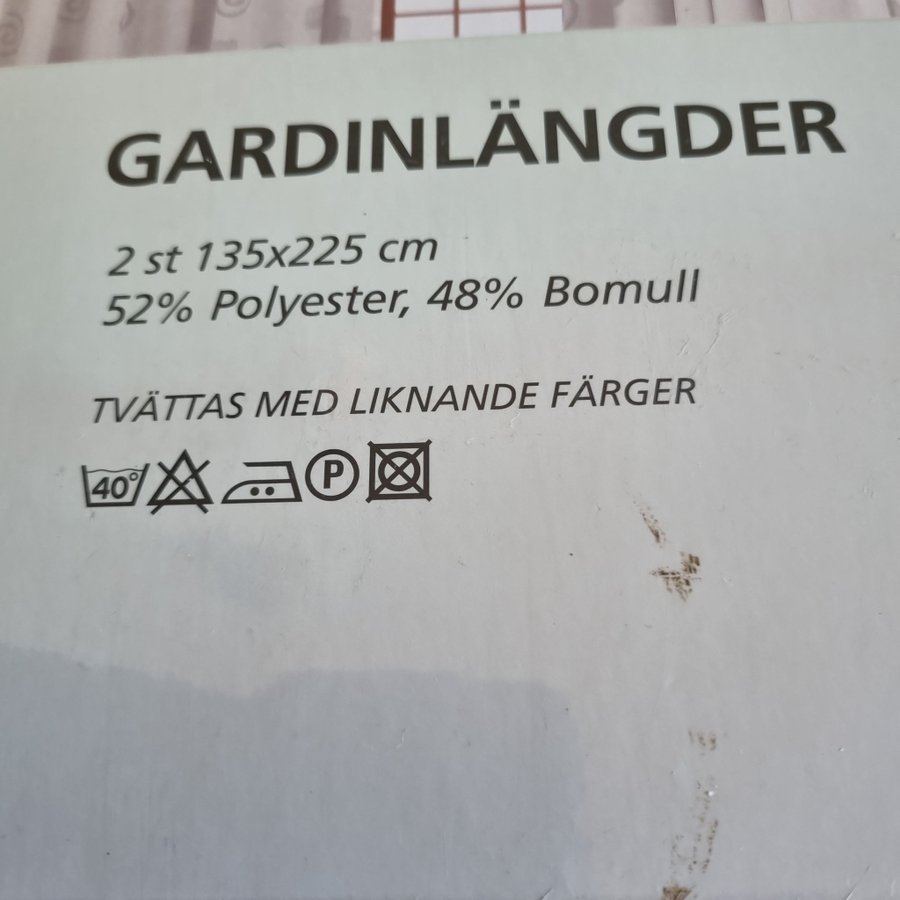 GARDINLÄNGDER
2 st 135x225 cm
52% Polyester, 48% Bomull
TVÄTTAS MED LIKNANDE FÄRGER
40° P